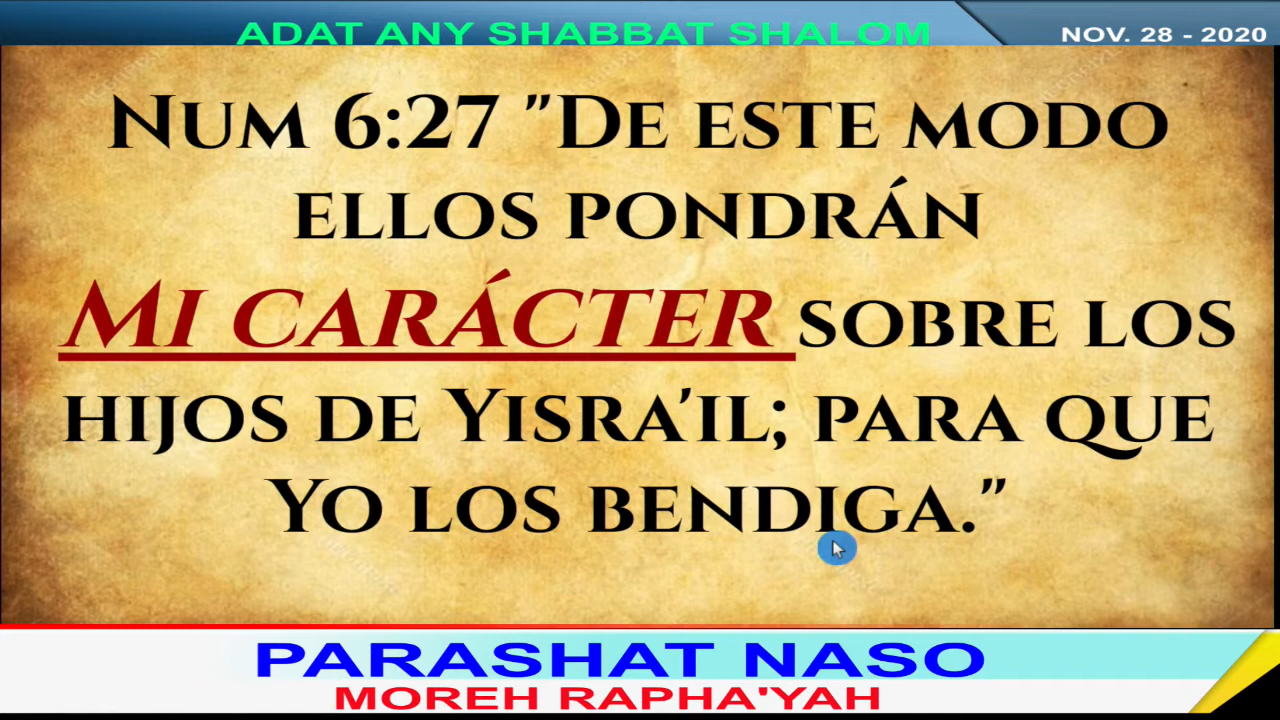 ADAT ANY SHABBAT SHALOM
NOV. 28 - 2020
Num 6:27 "De este modo
ellos pondrán
Mi carácter sobre los
hijos de Yisra'il; para que
Yo los bendiga."
PARASHAT NASO
MOREH RAPHA'YAH